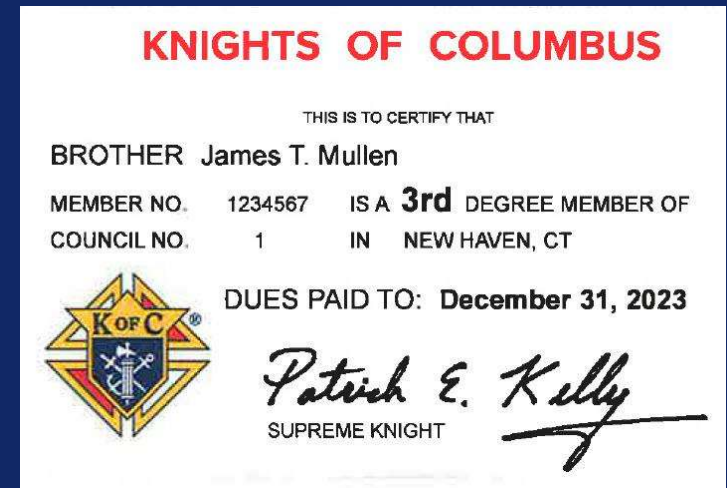 KNIGHTS OF COLUMBUS
THIS IS TO CERTIFY THAT
BROTHER James T. Mullen
MEMBER NO. 1234567 IS A 3rd DEGREE MEMBER OF
COUNCIL NO. 1 IN NEW HAVEN, CT
DUES PAID TO: December 31, 2023
K OF C ®
Patrick E. Kelly
SUPREME KNIGHT